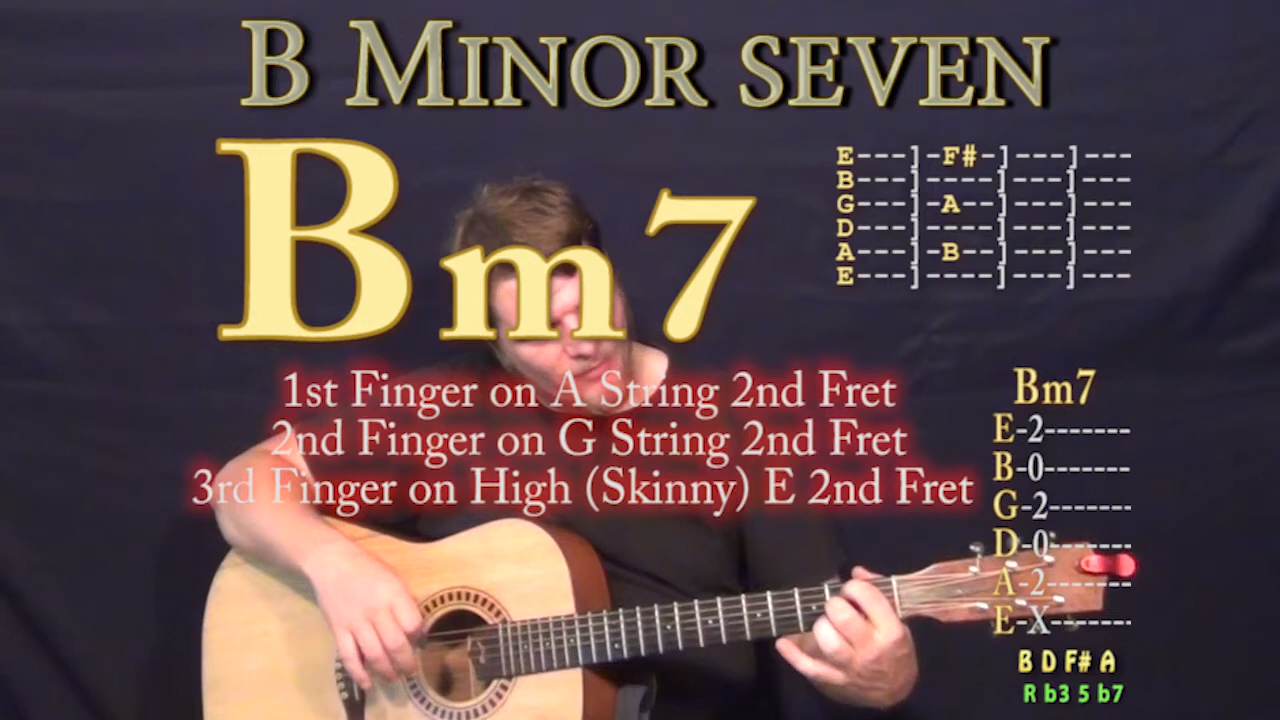 B MINOR SEVEN
Bm7
E---]-F#-]---]---
B---]----]---]---
G---]-A--]---]---
D---]----]---]---
A---]-B--]---]---
E---]----]---]---
1st Finger on A String 2nd Fret
2nd Finger on G String 2nd Fret
3rd Finger on High (Skinny) E 2nd Fret
Bm7
E-2-------
B-0-------
G-2-------
D-0-------
A-2-------
E-X-------
B D F# A
R b3 5 b7